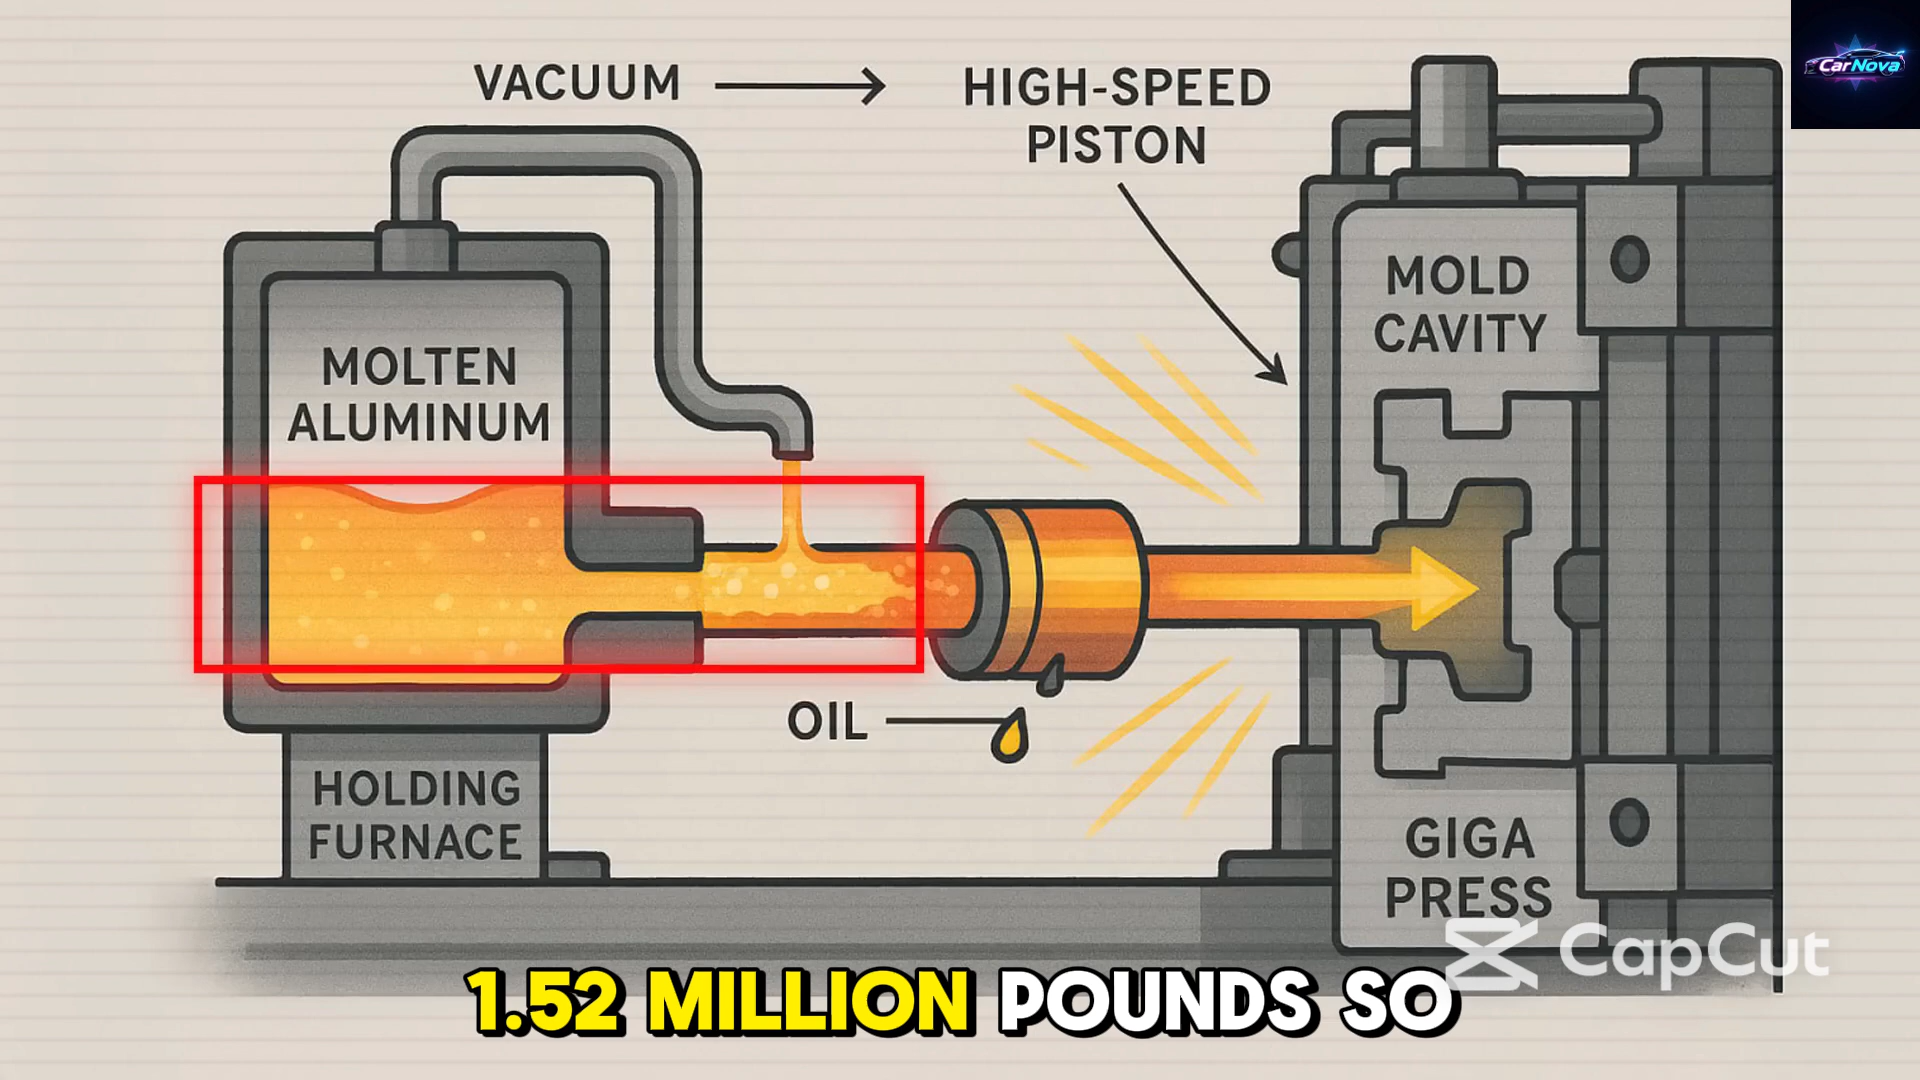 CarNova
VACUUM
HIGH-SPEED
PISTON
MOLD
CAVITY
MOLTEN
ALUMINUM
OIL
HOLDING
FURNACE
GIGA
PRESS
CapCut
1.52 MILLION POUNDS SO